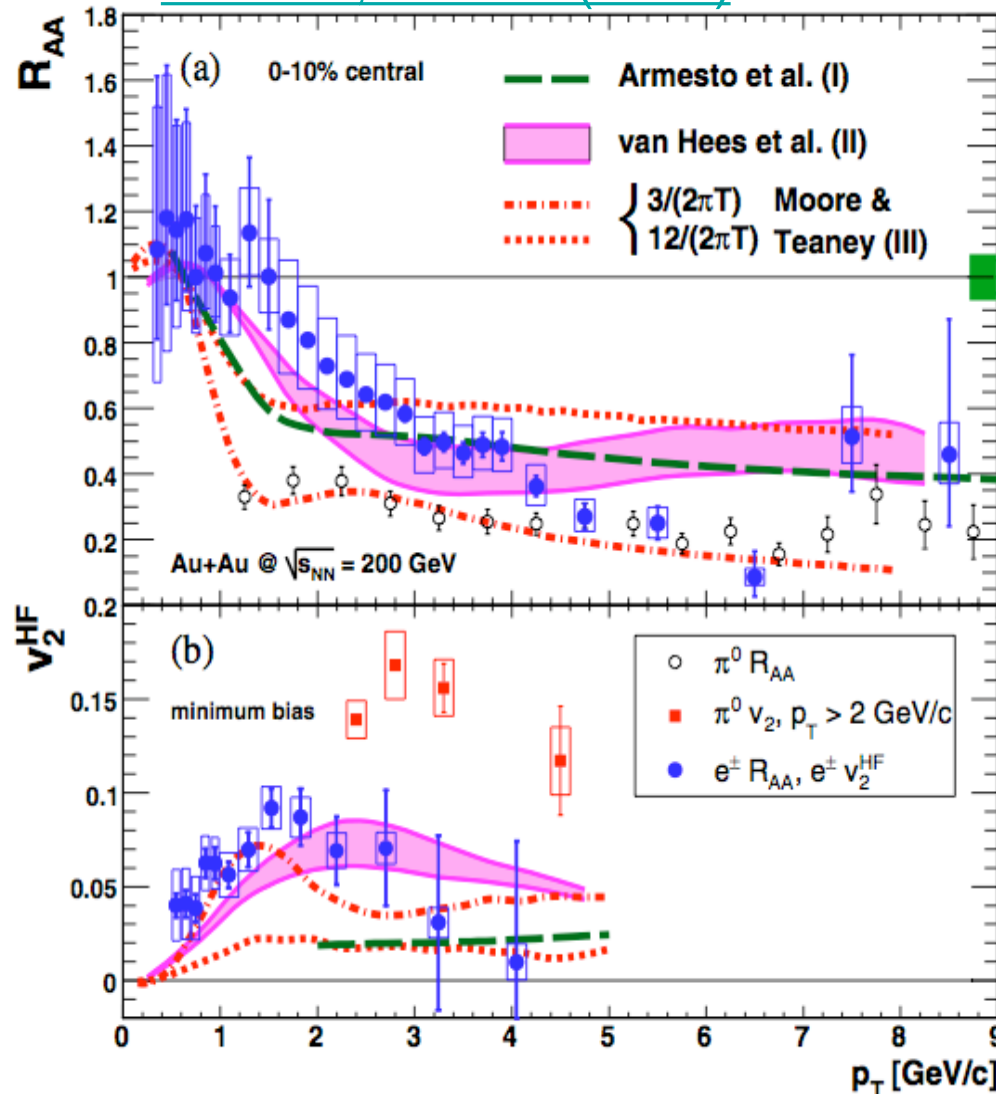 1.8
R_AA
(a)
0-10% central
Armesto et al. (I)
1.6
van Hees et al. (II)
1.4
3/(2πT) Moore &
1.2
12/(2πT) Teaney (III)
1
0.8
0.6
0.4
0.2
Au+Au @ √s_NN = 200 GeV
0.2
v_2^HF
(b)
π⁰ R_AA
0.15
minimum bias
π⁰ v_2, p_T > 2 GeV/c
e± R_AA, e± v_2^HF
0.1
0.05
0
0 1 2 3 4 5 6 7 8 9
p_T [GeV/c]